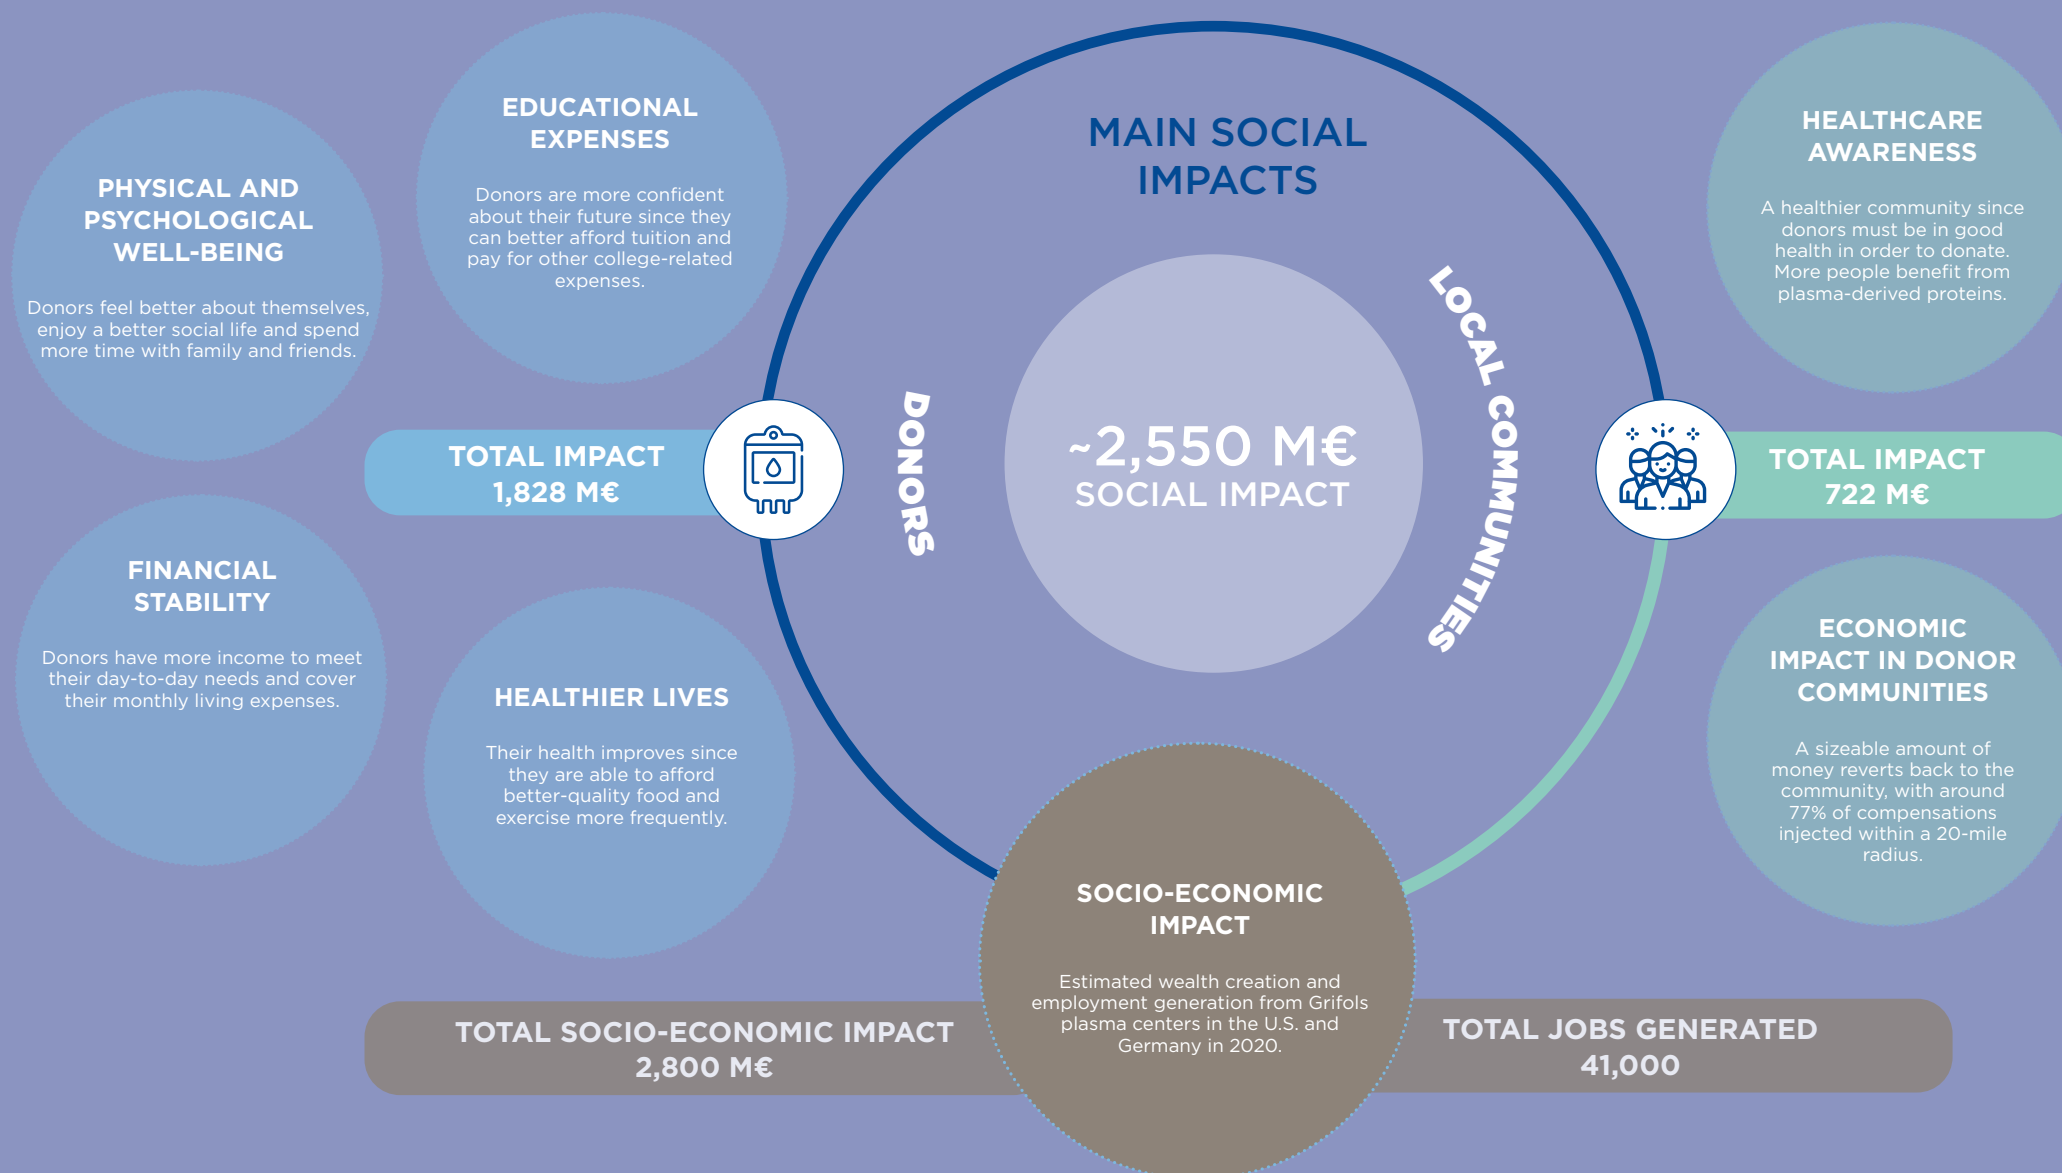 PHYSICAL AND
PSYCHOLOGICAL
WELL-BEING
Donors feel better about themselves,
enjoy a better social life and spend
more time with family and friends.
EDUCATIONAL
EXPENSES
Donors are more confident
about their future since they
can better afford tuition and
pay for other college-related
expenses.
TOTAL IMPACT
1,828 M€
FINANCIAL
STABILITY
Donors have more income to meet
their day-to-day needs and cover
their monthly living expenses.
HEALTHIER LIVES
Their health improves since
they are able to afford
better-quality food and
exercise more frequently.
MAIN SOCIAL
IMPACTS
DONORS
~2,550 M€
SOCIAL IMPACT
LOCAL COMMUNITIES
HEALTHCARE
AWARENESS
A healthier community since
donors must be in good
health in order to donate.
More people benefit from
plasma-derived proteins.
TOTAL IMPACT
722 M€
ECONOMIC
IMPACT IN DONOR
COMMUNITIES
A sizeable amount of
money reverts back to the
community, with around
77% of compensations
injected within a 20-mile
radius.
SOCIO-ECONOMIC
IMPACT
Estimated wealth creation and
employment generation from Grifols
plasma centers in the U.S. and
Germany in 2020.
TOTAL SOCIO-ECONOMIC IMPACT
2,800 M€
TOTAL JOBS GENERATED
41,000